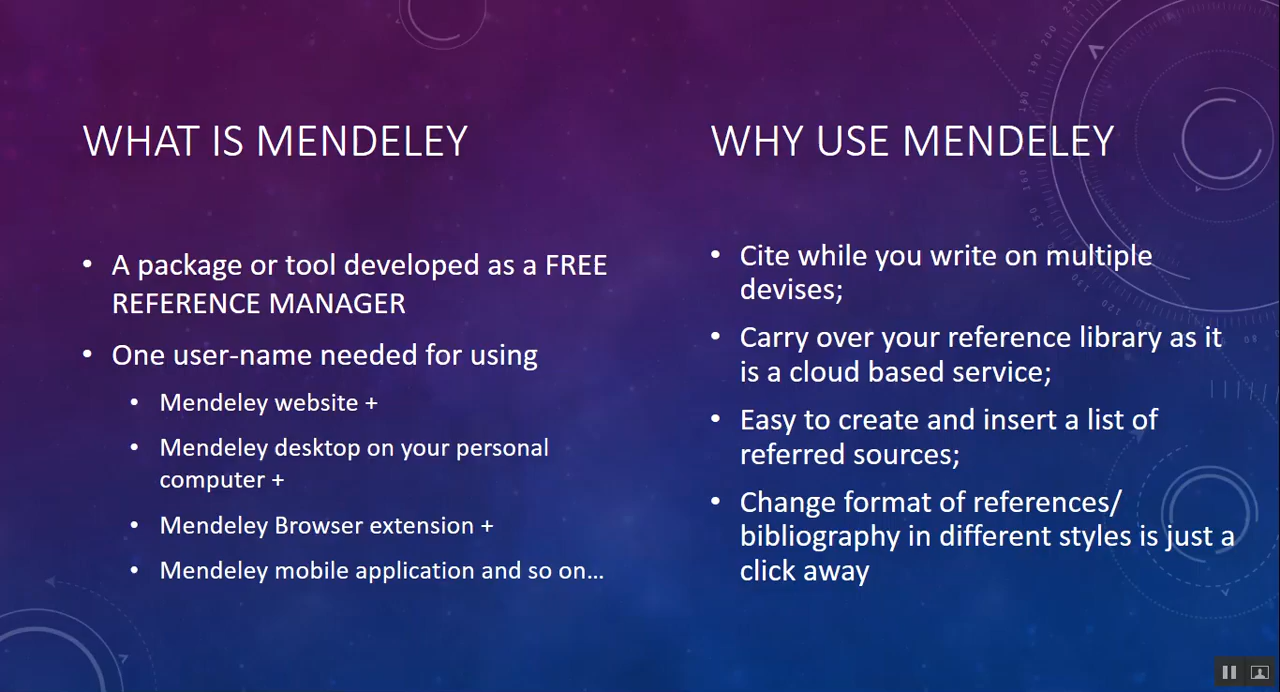 WHAT IS MENDELEY
• A package or tool developed as a FREE
REFERENCE MANAGER
• One user-name needed for using
• Mendeley website +
• Mendeley desktop on your personal
computer +
• Mendeley Browser extension +
• Mendeley mobile application and so on...
WHY USE MENDELEY
• Cite while you write on multiple
devises;
• Carry over your reference library as it
is a cloud based service;
• Easy to create and insert a list of
referred sources;
• Change format of references/
bibliography in different styles is just a
click away